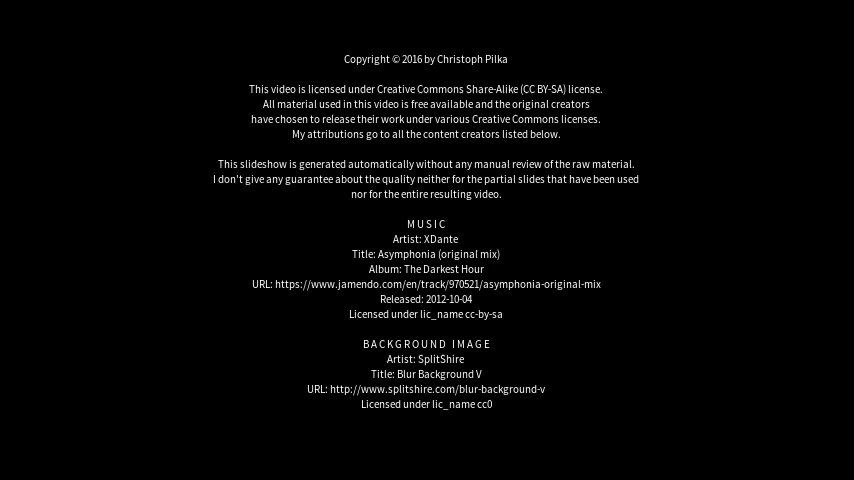 Copyright © 2016 by Christoph Pilka
This video is licensed under Creative Commons Share-Alike (CC BY-SA) license.
All material used in this video is free available and the original creators
have chosen to release their work under various Creative Commons licenses.
My attributions go to all the content creators listed below.
This slideshow is generated automatically without any manual review of the raw material.
I don't give any guarantee about the quality neither for the partial slides that have been used
nor for the entire resulting video.
MUSIC
Artist: XDante
Title: Asymphonia (original mix)
Album: The Darkest Hour
URL: https://www.jamendo.com/en/track/970521/asymphonia-original-mix
Released: 2012-10-04
Licensed under lic_name cc-by-sa
BACKGROUND IMAGE
Artist: SplitShire
Title: Blur Background V
URL: http://www.splitshire.com/blur-background-v
Licensed under lic_name cc0